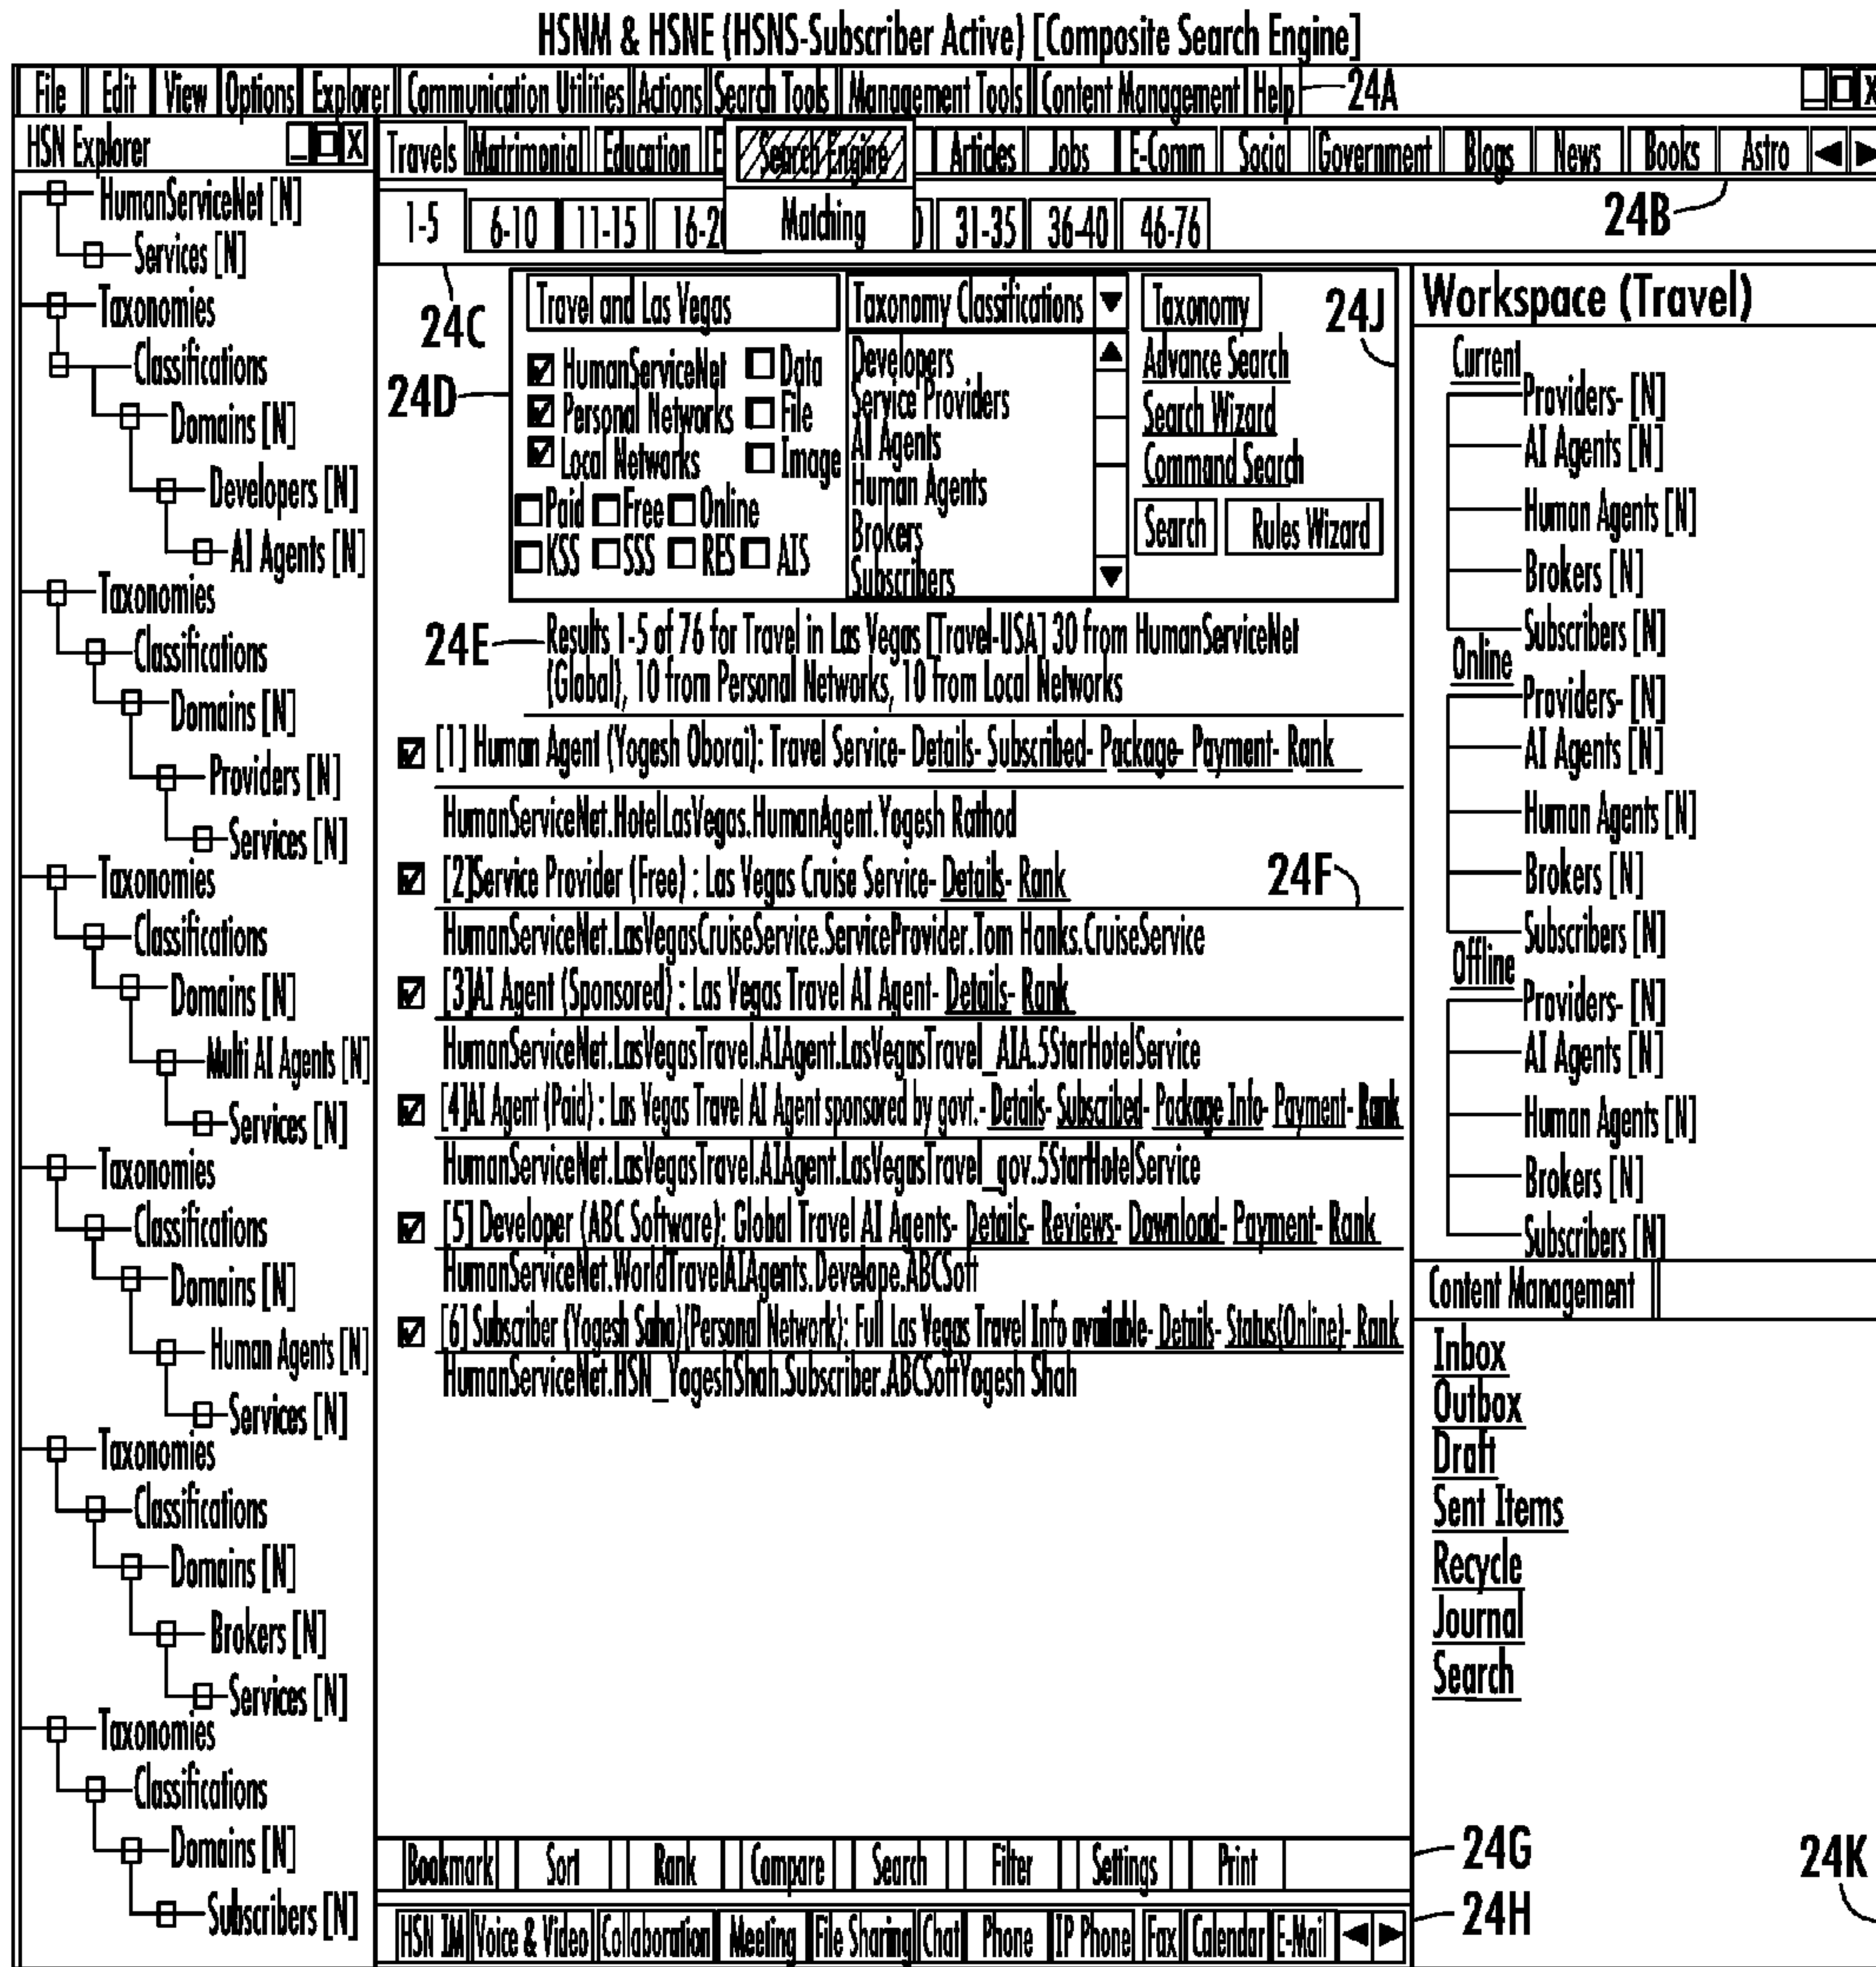 HSNM & HSNE (HSNS-Subscriber Active) [Composite Search Engine]
File Edit View Options Explorer Communication Utilities Actions Search Tools Management Tools Content Management Help 24A
HSN Explorer
HumanServiceNet [N]
Services [N]
Taxonomies
Classifications
Domains [N]
Developers [N]
AI Agents [N]
Taxonomies
Classifications
Domains [N]
Providers [N]
Services [N]
Taxonomies
Classifications
Domains [N]
Multi AI Agents [N]
Services [N]
Taxonomies
Classifications
Domains [N]
Human Agents [N]
Services [N]
Taxonomies
Classifications
Domains [N]
Brokers [N]
Services [N]
Taxonomies
Classifications
Domains [N]
Subscribers [N]
Travels Matrimonial Education E Search Engine Articles Jobs E-Comm Social Government Blogs News Books Astro
24B
1-5 6-10 11-15 16-2 Matching 31-35 36-40 46-76
24C
24D
24J
Travel and Las Vegas Taxonomy Classifications Taxonomy
HumanServiceNet Data
Personal Networks File
Local Networks Image
Paid Free Online
KSS SSS RES AIS
Developers
Service Providers
AI Agents
Human Agents
Brokers
Subscribers
Advance Search
Search Wizard
Command Search
Search Rules Wizard
24E
Results 1-5 of 76 for Travel in Las Vegas [Travel-USA] 30 from HumanServiceNet
(Global), 10 from Personal Networks, 10 from Local Networks
[1] Human Agent (Yogesh Oborai): Travel Service- Details- Subscribed- Package- Payment- Rank
HumanServiceNet.HotelLasVegas.HumanAgent.Yogesh Rathod
[2]Service Provider (Free) : Las Vegas Cruise Service- Details- Rank
24F
HumanServiceNet.LasVegasCruiseService.ServiceProvider.Tom Hanks.CruiseService
[3]AI Agent (Sponsored) : Las Vegas Travel AI Agent- Details- Rank
HumanServiceNet.LasVegasTravel.AIAgent.LasVegasTravel_AIA.5StarHotelService
[4]AI Agent (Paid) : Las Vegas Travel AI Agent sponsored by govt.- Details- Subscribed- Package Info- Payment- Rank
HumanServiceNet.LasVegasTravel.AIAgent.LasVegasTravel_gov.5StarHotelService
[5] Developer (ABC Software): Global Travel AI Agents- Details- Reviews- Download- Payment- Rank
HumanServiceNet.WorldTravelAIAgents.Develope.ABCSoft
[6] Subscriber (Yogesh Saha)(Personal Network): Full Las Vegas Travel Info available- Details- Status(Online)- Rank
HumanServiceNet.HSN_YogeshShah.Subscriber.ABCSoftYogesh Shah
Workspace (Travel)
Current
Providers- [N]
AI Agents [N]
Human Agents [N]
Brokers [N]
Subscribers [N]
Online
Providers- [N]
AI Agents [N]
Human Agents [N]
Brokers [N]
Subscribers [N]
Offline
Providers- [N]
AI Agents [N]
Human Agents [N]
Brokers [N]
Subscribers [N]
Content Management
Inbox
Outbox
Draft
Sent Items
Recycle
Journal
Search
Bookmark Sort Rank Compare Search Filter Settings Print
24G
24K
HSN IM Voice & Video Collaboration Meeting File Sharing Chat Phone IP Phone Fax Calendar E-Mail
24H